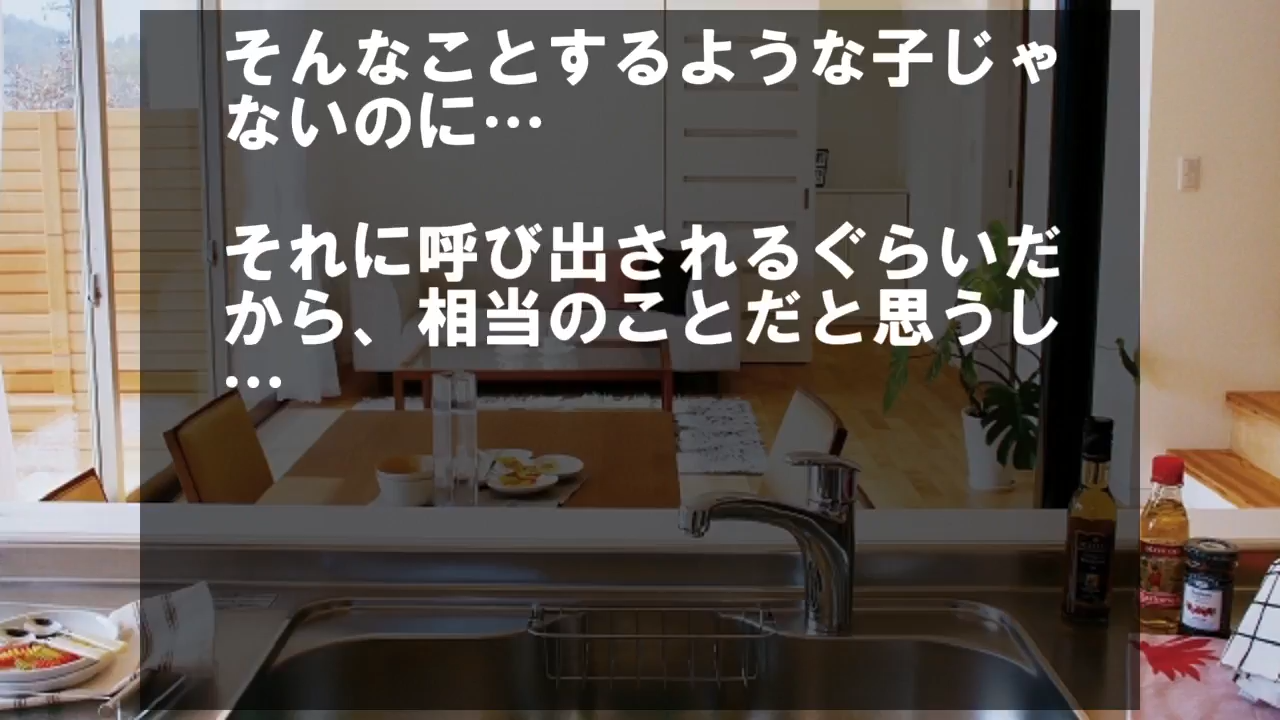 そんなことするような子じゃ
ないのに…
それに呼び出されるぐらいだ
から、相当のことだと思うし
…